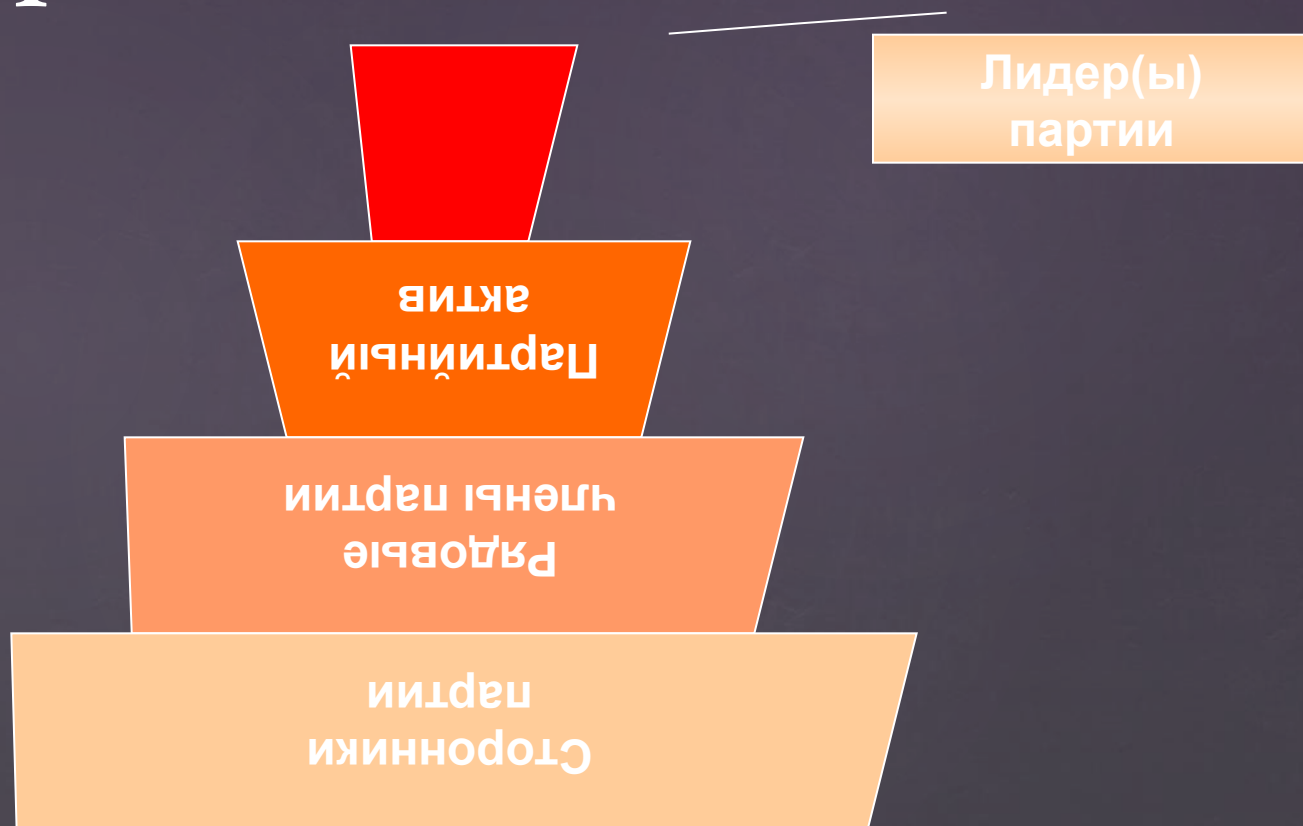 Лидер(ы)
партии
Партийный
актив
Рядовые
члены партии
Сторонники
партии